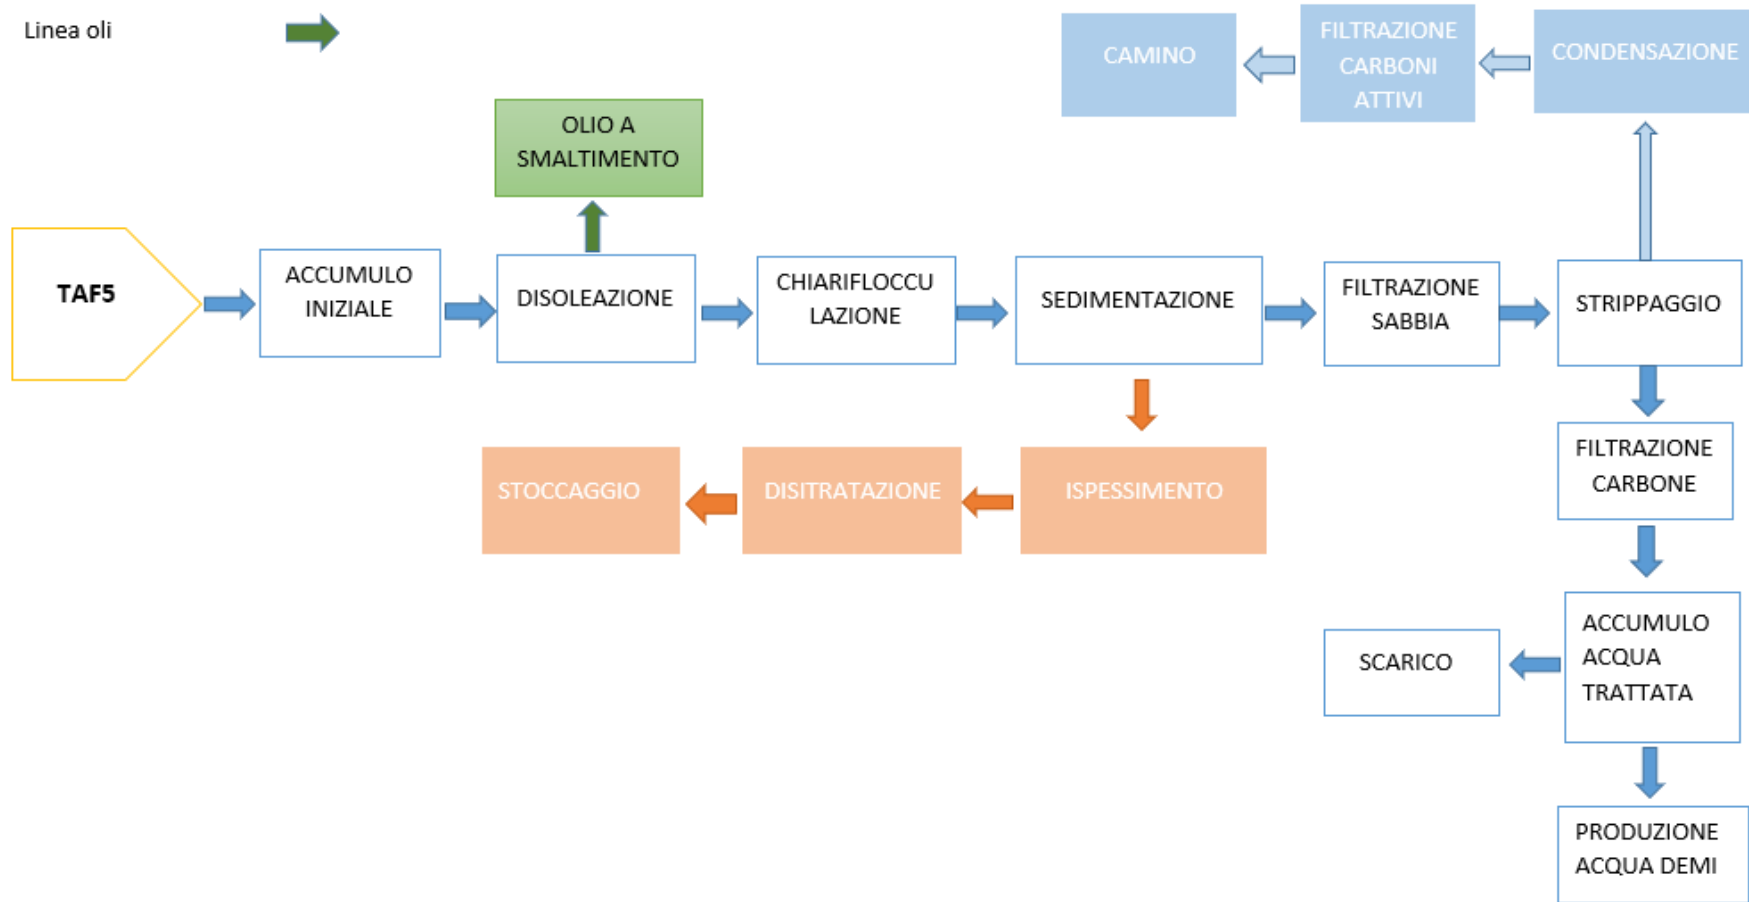 Linea oli
CAMINO
FILTRAZIONE
CARBONI
ATTIVI
CONDENSAZIONE
OLIO A
SMALTIMENTO
TAF5
ACCUMULO
INIZIALE
DISOLEAZIONE
CHIARIFLOCCU
LAZIONE
SEDIMENTAZIONE
FILTRAZIONE
SABBIA
STRIPPAGGIO
STOCCAGGIO
DISITRATAZIONE
ISPESSIMENTO
FILTRAZIONE
CARBONE
SCARICO
ACCUMULO
ACQUA
TRATTATA
PRODUZIONE
ACQUA DEMI